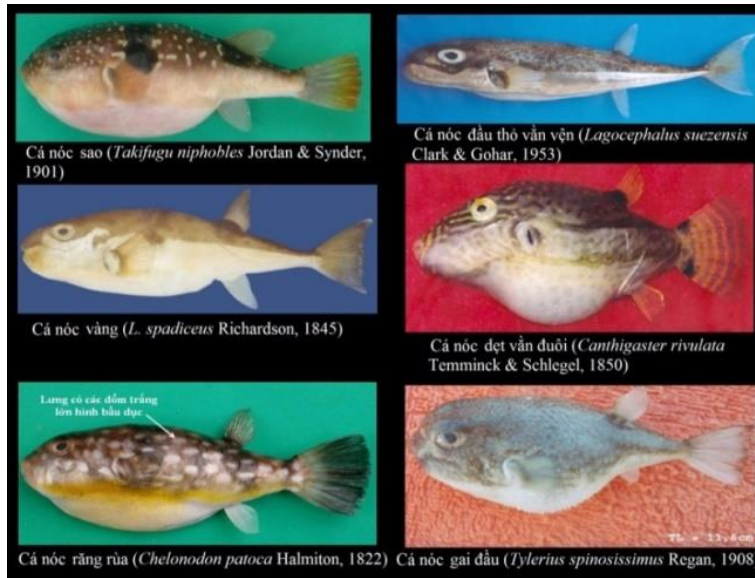 Cá nóc sao (Takifugu niphobles Jordan & Synder,
1901)
Cá nóc đầu thỏ vằn vện (Lagocephalus suezensis
Clark & Gohar, 1953)
Cá nóc vàng (L. spadiceus Richardson, 1845)
Cá nóc dẹt vằn đuôi (Canthigaster rivulata
Temminck & Schlegel, 1850)
Lưng có các đốm trắng
lớn hình bầu dục
Cá nóc răng rùa (Chelonodon patoca Halmiton, 1822)
TL = 11,6cm
Cá nóc gai đầu (Tylerius spinosissimus Regan, 1908